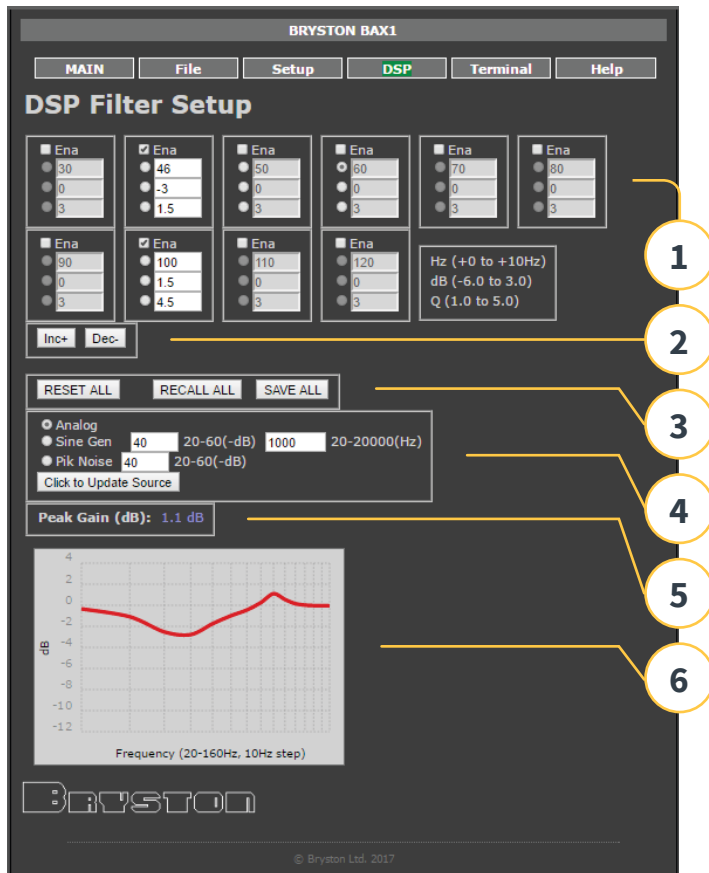 BRYSTON BAX1
MAIN File Setup DSP Terminal Help
DSP Filter Setup
Ena Ena Ena Ena Ena Ena
30 46 50 60 70 80
0 -3 0 0 0 0
3 1.5 3 3 3 3
Ena Ena Ena Ena
90 100 110 120 Hz (+0 to +10Hz)
0 1.5 0 0 dB (-6.0 to 3.0)
3 4.5 3 3 Q (1.0 to 5.0)
1
Inc+ Dec-
2
RESET ALL RECALL ALL SAVE ALL
3
Analog
Sine Gen 40 20-60(-dB) 1000 20-20000(Hz)
Pik Noise 40 20-60(-dB)
Click to Update Source
4
Peak Gain (dB): 1.1 dB
5
4
2
0
-2
-4
-6
-8
-10
-12
dB
Frequency (20-160Hz, 10Hz step)
6
BRYSTON
© Bryston Ltd. 2017